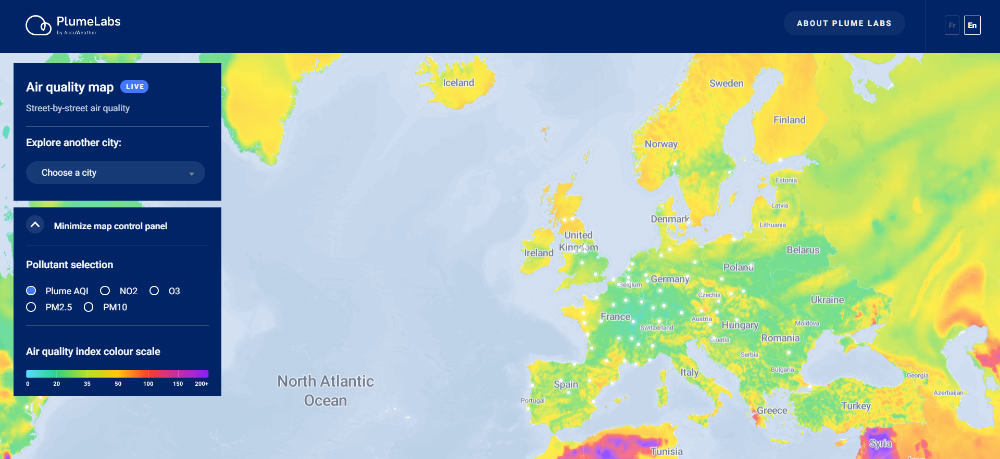 PlumeLabs
by AccuWeather
ABOUT PLUME LABS
Fr
En
Air quality map
LIVE
Street-by-street air quality
Explore another city:
Choose a city
Minimize map control panel
Pollutant selection
Plume AQI
NO2
O3
PM2.5
PM10
Air quality index colour scale
0
20
35
50
100
150
200+
Iceland
Sweden
Finland
Norway
Estonia
Latvia
Denmark
Lithuania
United
Kingdom
Ireland
Belarus
Poland
Germany
Belgium
Czechia
Ukraine
France
Austria
Switzerland
Hungary
Moldova
Croatia
Romania
Serbia
Bulgaria
Italy
Georgia
North Atlantic
Ocean
Spain
Portugal
Azerbaijan
Greece
Turkey
Syria
Tunisia